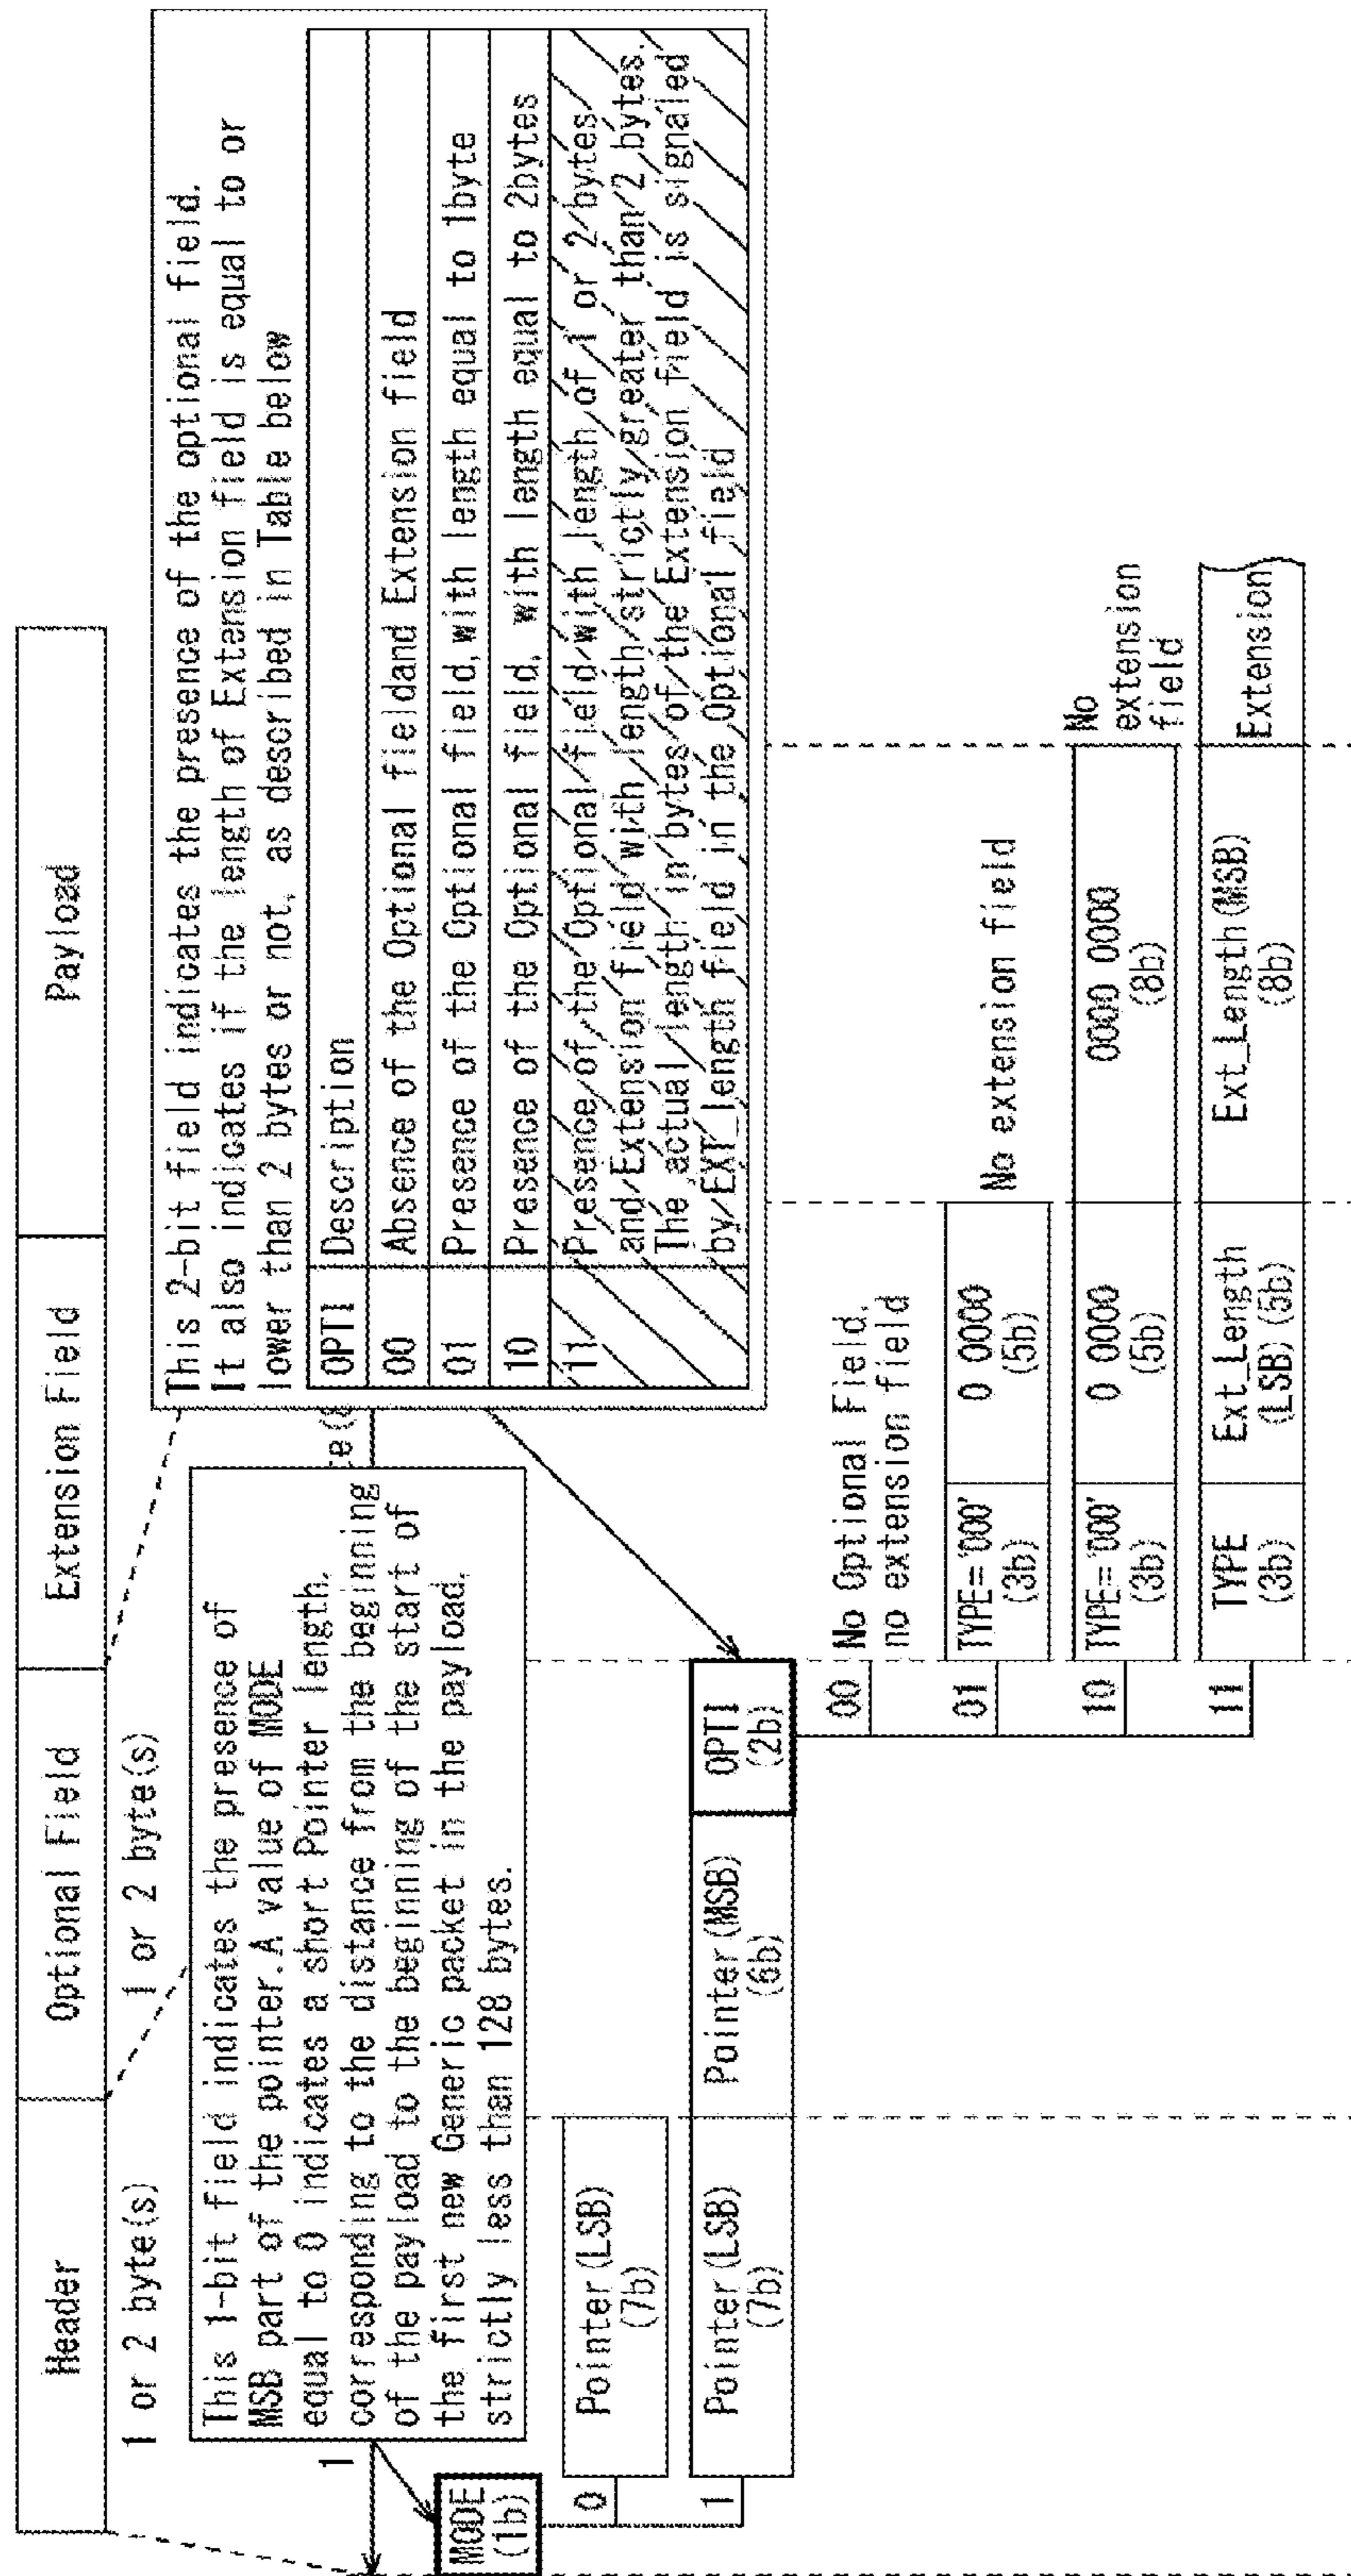 Header
Optional Field
Extension Field
Payload
1 or 2 byte(s)
1 or 2 byte(s)
This 2-bit field indicates the presence of the optional field.
It also indicates if the length of Extension field is equal to or
lower than 2 bytes or not, as described in Table below
OPTI Description
00 Absence of the Optional fieldand Extension field
01 Presence of the Optional field,with length equal to 1byte
10 Presence of the Optional field, with length equal to 2bytes
11 Presence of the Optional field with length of 1 or 2 bytes
and Extension field with length strictly greater than 2 bytes.
The actual length in bytes of the Extension field is signaled
by EXT_length field in the Optional field
This 1-bit field indicates the presence of
MSB part of the pointer.A value of MODE
equal to 0 indicates a short Pointer length,
corresponding to the distance from the beginning
of the payload to the beginning of the start of
the first new Generic packet in the payload,
strictly less than 128 bytes.
1
MODE
(1b)
0
Pointer(LSB)
(7b)
1
Pointer(LSB)
(7b)
Pointer(MSB)
(6b)
OPTI
(2b)
00
No Optional Field,
no extension field
01
TYPE='000'
(3b)
0 0000
(5b)
No extension field
10
TYPE='000'
(3b)
0 0000
(5b)
0000 0000
(8b)
No
extension
field
11
TYPE
(3b)
Ext_Length
(LSB)(5b)
Ext_Length(MSB)
(8b)
Extension